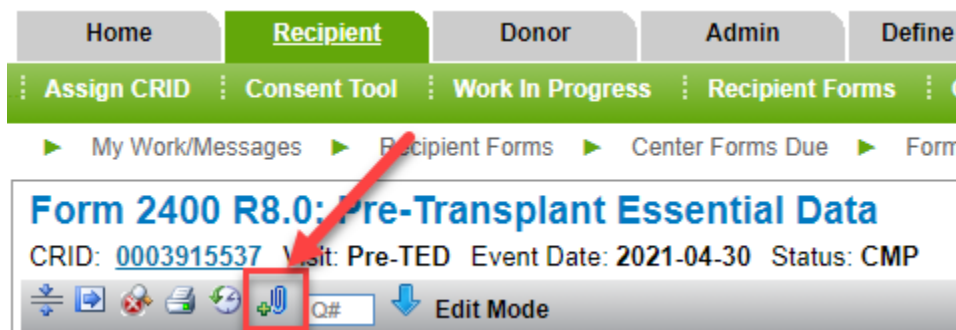 Home Recipient Donor Admin Define
Assign CRID Consent Tool Work In Progress Recipient Forms
My Work/Messages Recipient Forms Center Forms Due Form
Form 2400 R8.0: Pre-Transplant Essential Data
CRID: 0003915537 Visit: Pre-TED Event Date: 2021-04-30 Status: CMP
Q# Edit Mode